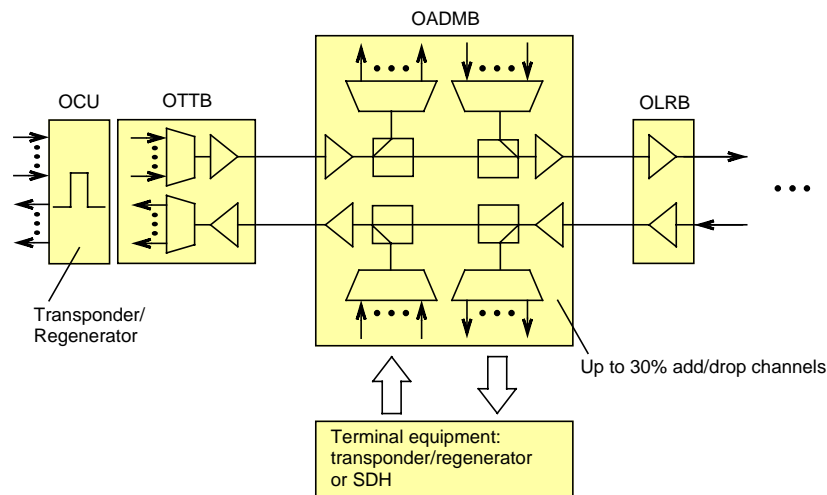 OADMB
OCU
OTTB
OLRB
Transponder/
Regenerator
Up to 30% add/drop channels
Terminal equipment:
transponder/regenerator
or SDH